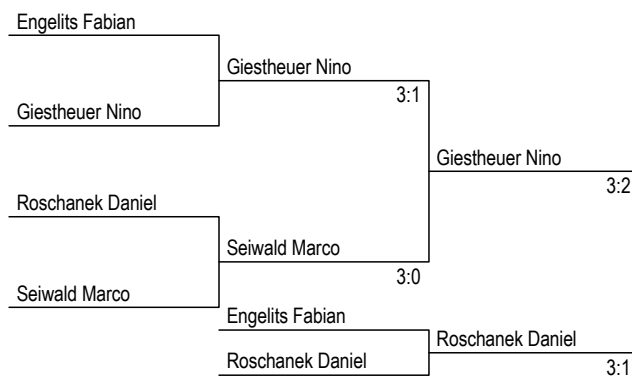 Engelits Fabian
Giestheuer Nino
Giestheuer Nino
3:1
Giestheuer Nino
3:2
Roschanek Daniel
Seiwald Marco
3:0
Seiwald Marco
Engelits Fabian
Roschanek Daniel
Roschanek Daniel
3:1